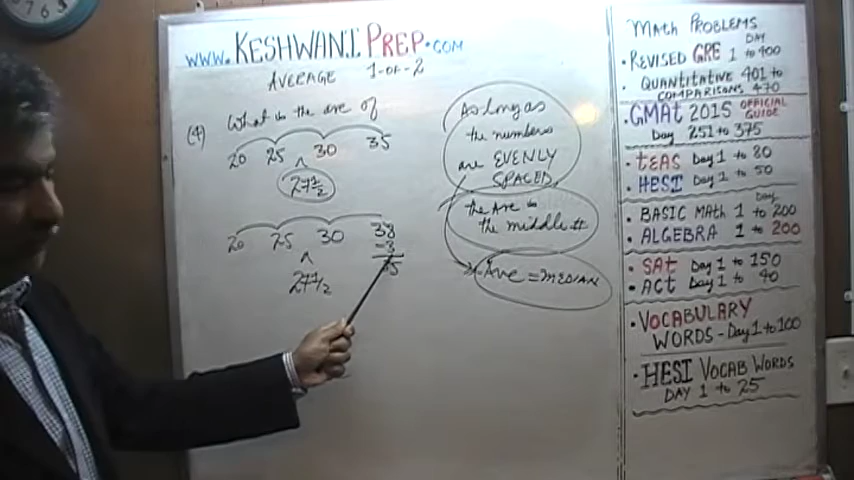 WWW.KESHWANIPREP.COM
AVERAGE 1-OF-2
(4) What is the ave of
20 25 30 35
27 1/2
20 25 30 38
-3
35
27 1/2
As long as
the numbers
are EVENLY
SPACED
the Ave is
the middle #
* Ave = MEDIAN
MATH PROBLEMS
DAY
• REVISED GRE 1 to 400
• QUANTITATIVE 401 to
COMPARISONS 470
• GMAT 2015 OFFICIAL
GUIDE
Day 251 to 375
• TEAS Day 1 to 80
• HESI Day 1 to 50
Day
• BASIC MATH 1 to 200
• ALGEBRA 1 to 200
• SAT Day 1 to 150
• ACT Day 1 to 40
• VOCABULARY
WORDS - Day 1 to 100
• HESI VOCAB WORDS
DAY 1 to 25